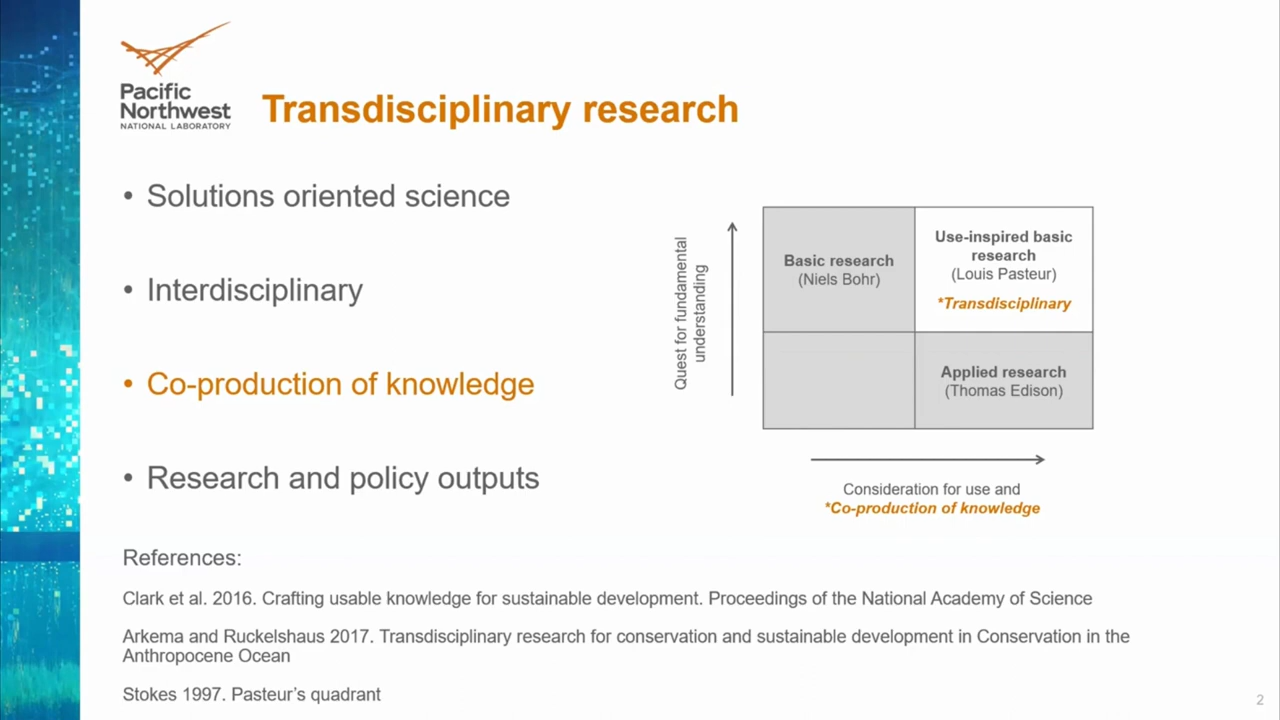 Pacific
Northwest
NATIONAL LABORATORY
Transdisciplinary research
• Solutions oriented science
• Interdisciplinary
• Co-production of knowledge
• Research and policy outputs
Quest for fundamental
understanding
Basic research
(Niels Bohr)
Use-inspired basic
research
(Louis Pasteur)
*Transdisciplinary
Applied research
(Thomas Edison)
Consideration for use and
*Co-production of knowledge
References:
Clark et al. 2016. Crafting usable knowledge for sustainable development. Proceedings of the National Academy of Science
Arkema and Ruckelshaus 2017. Transdisciplinary research for conservation and sustainable development in Conservation in the
Anthropocene Ocean
Stokes 1997. Pasteur’s quadrant
2